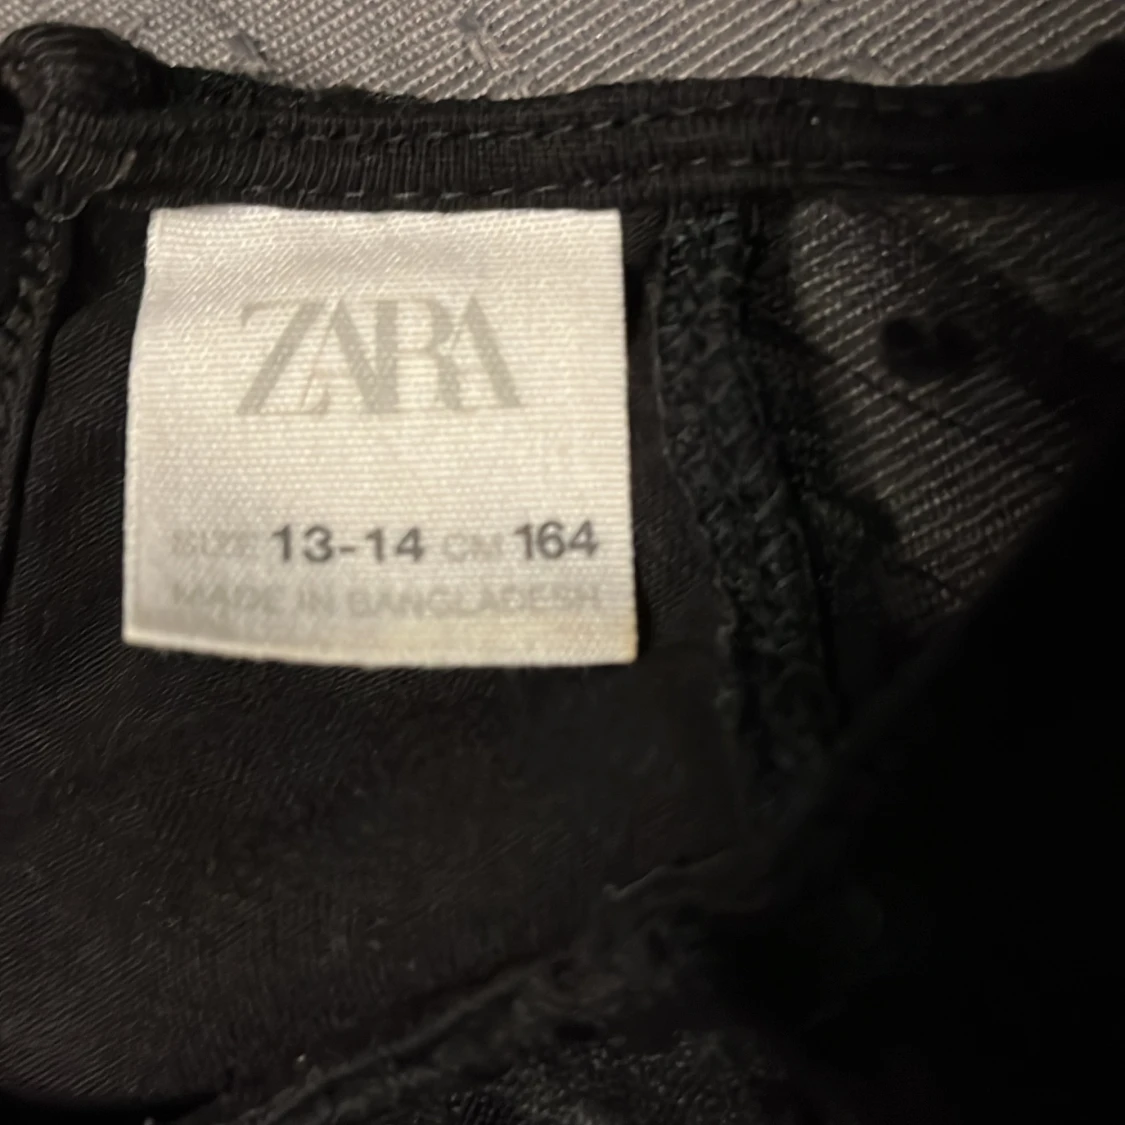 ZARA
SIZE 13-14 CM 164
MADE IN BANGLADESH